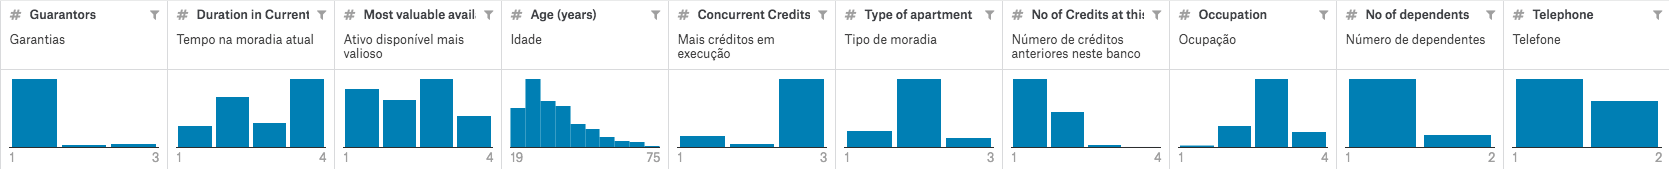 # Guarantors
Garantias
1 3
# Duration in Current
Tempo na moradia atual
1 4
# Most valuable avail
Ativo disponível mais
valioso
1 4
# Age (years)
Idade
19 75
# Concurrent Credits
Mais créditos em
execução
1 3
# Type of apartment
Tipo de moradia
1 3
# No of Credits at this
Número de créditos
anteriores neste banco
1 4
# Occupation
Ocupação
1 4
# No of dependents
Número de dependentes
1 2
# Telephone
Telefone
1 2